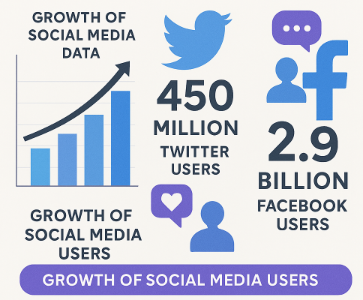 GROWTH OF
SOCIAL MEDIA
DATA
450
MILLION
TWITTER
USERS
2.9
BILLION
FACEBOOK
USERS
GROWTH OF
SOCIAL MEDIA
USERS
GROWTH OF SOCIAL MEDIA USERS